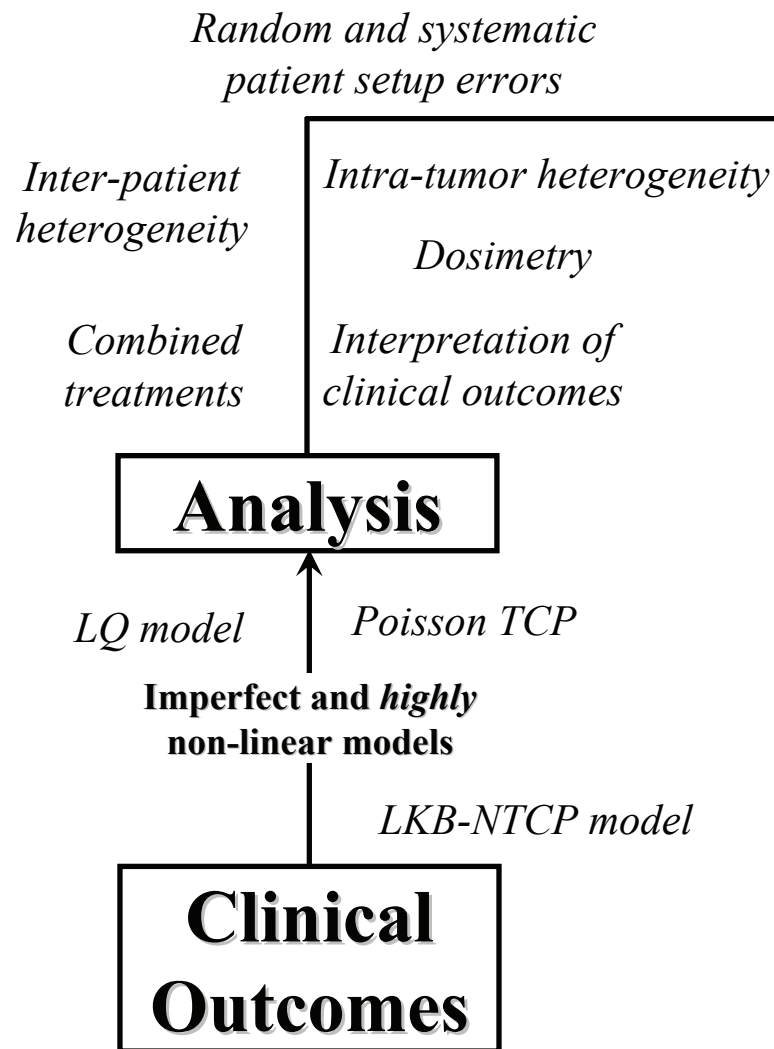 Random and systematic
patient setup errors
Inter-patient
heterogeneity
Intra-tumor heterogeneity
Dosimetry
Combined
treatments
Interpretation of
clinical outcomes
Analysis
LQ model
Poisson TCP
Imperfect and highly
non-linear models
LKB-NTCP model
Clinical
Outcomes